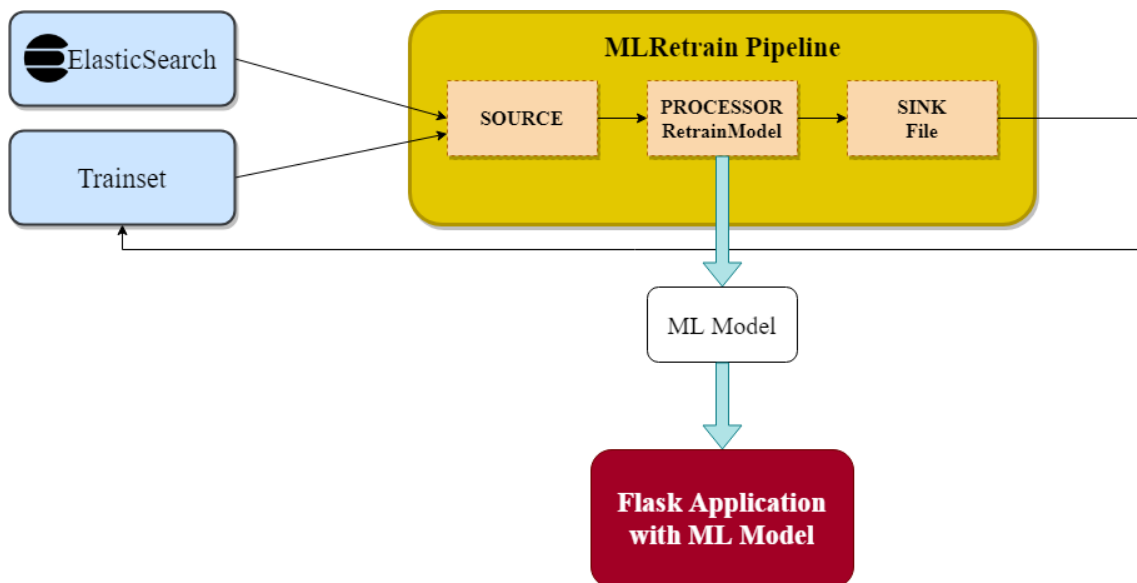 ElasticSearch
Trainset
MLRetrain Pipeline
SOURCE
PROCESSOR
RetrainModel
SINK
File
ML Model
Flask Application
with ML Model